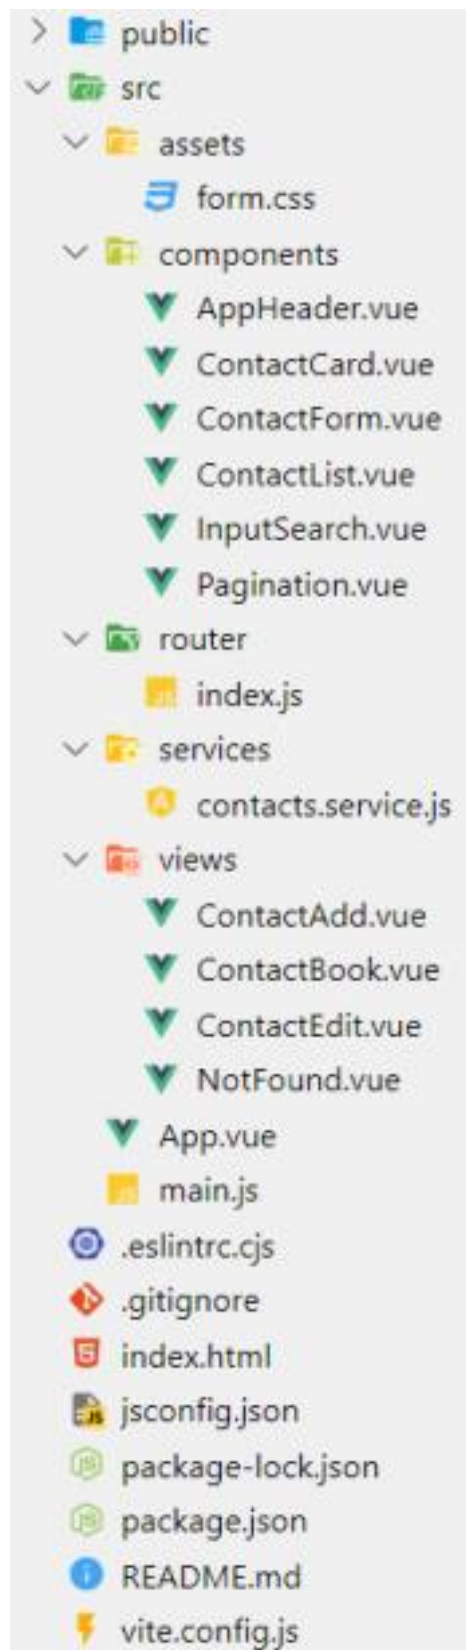 public
src
assets
form.css
components
AppHeader.vue
ContactCard.vue
ContactForm.vue
ContactList.vue
InputSearch.vue
Pagination.vue
router
index.js
services
contacts.service.js
views
ContactAdd.vue
ContactBook.vue
ContactEdit.vue
NotFound.vue
App.vue
main.js
.eslintrc.cjs
.gitignore
index.html
jsconfig.json
package-lock.json
package.json
README.md
vite.config.js